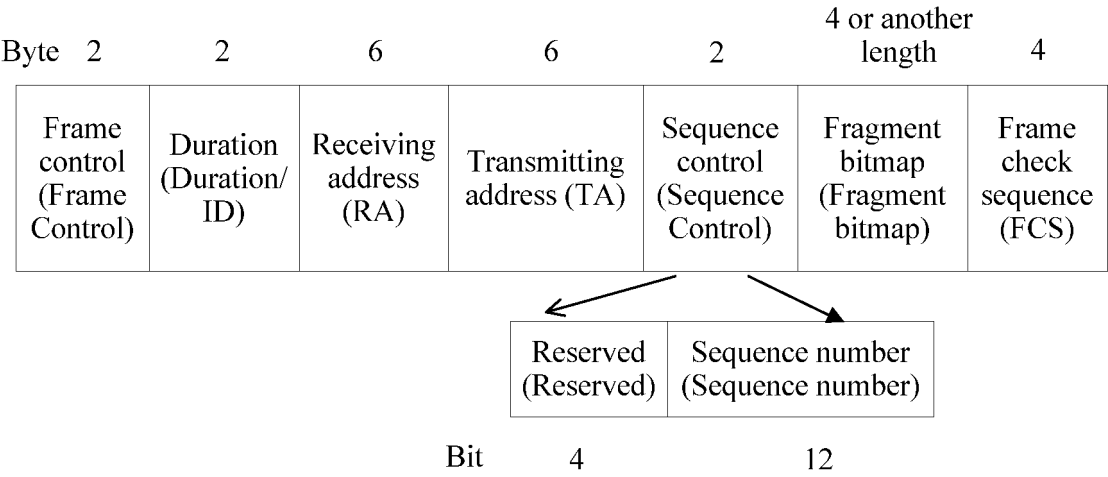 4 or another
length
Byte 2 2 6 6 2 4
Frame
control
(Frame
Control)
Duration
(Duration/
ID)
Receiving
address
(RA)
Transmitting
address (TA)
Sequence
control
(Sequence
Control)
Fragment
bitmap
(Fragment
bitmap)
Frame
check
sequence
(FCS)
Reserved
(Reserved)
Sequence number
(Sequence number)
Bit 4 12